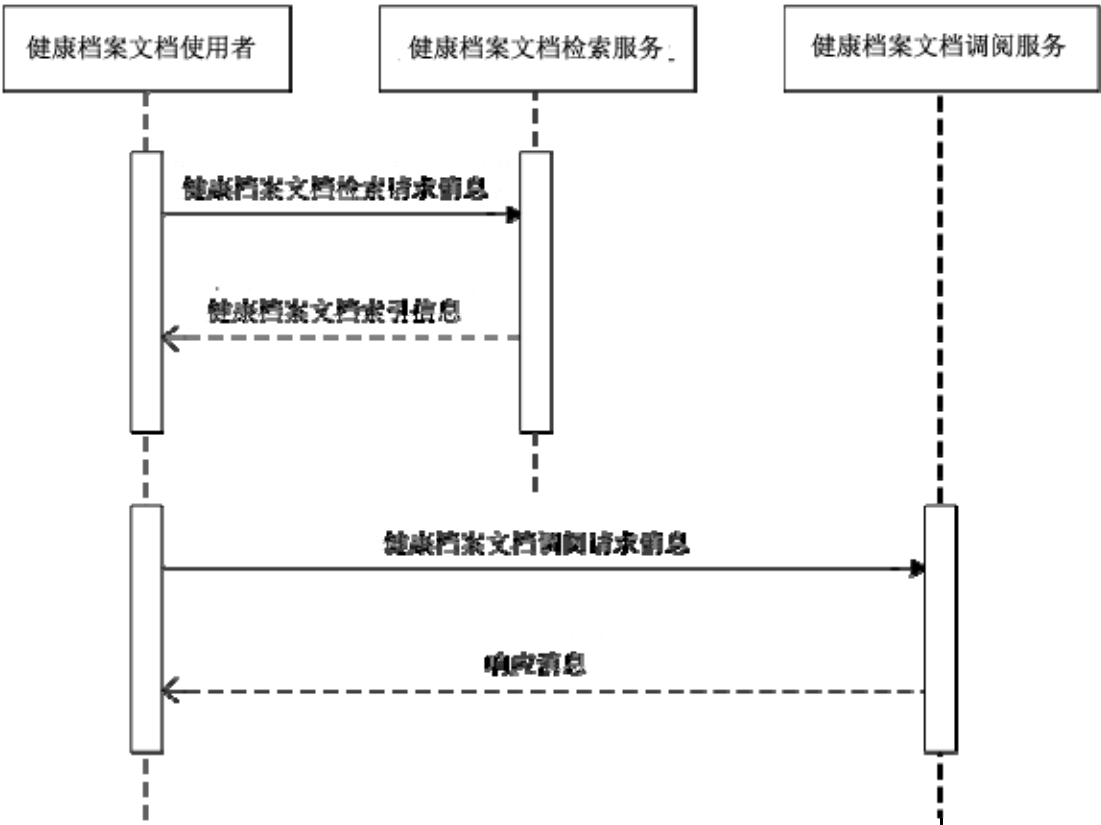 健康档案文档使用者
健康档案文档检索服务
健康档案文档调阅服务
健康档案文档检索请求消息
健康档案文档索引信息
健康档案文档调阅请求消息
响应消息